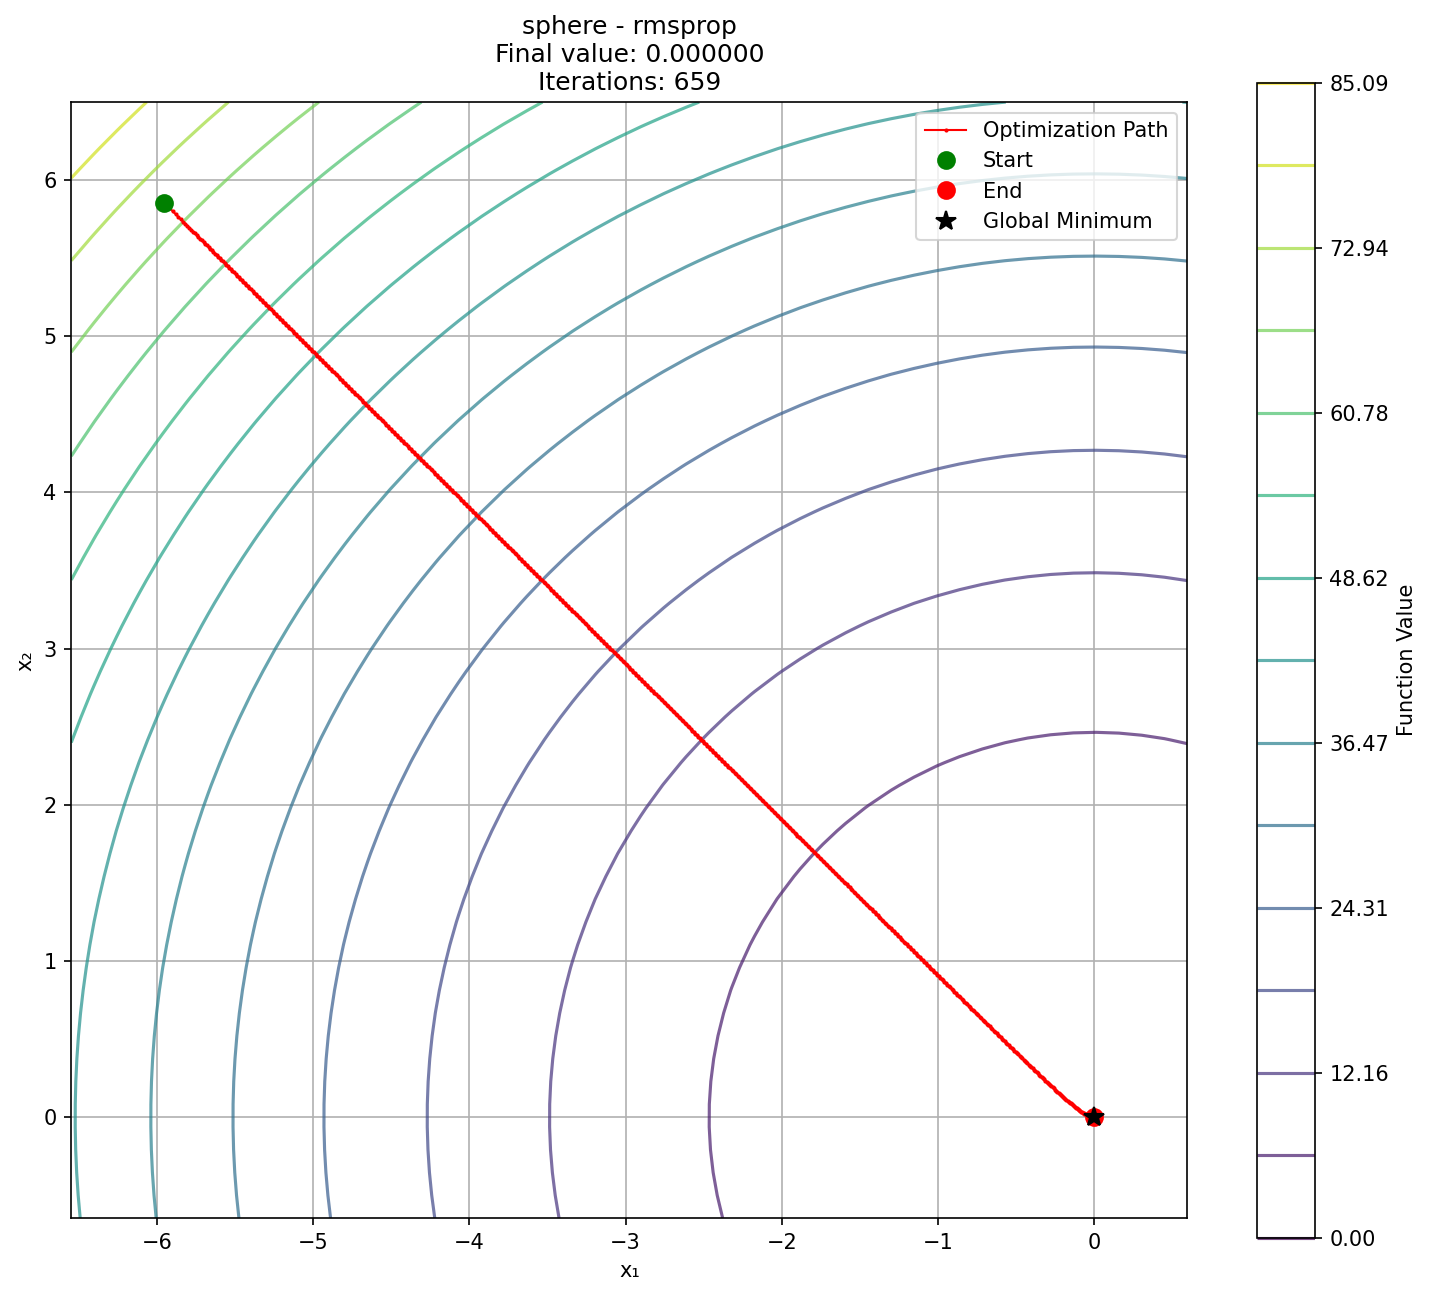 sphere - rmsprop
Final value: 0.000000
Iterations: 659
Optimization Path
Start
End
Global Minimum
6
5
4
3
2
1
0
x₂
−6
−5
−4
−3
−2
−1
0
x₁
85.09
72.94
60.78
48.62
36.47
24.31
12.16
0.00
Function Value